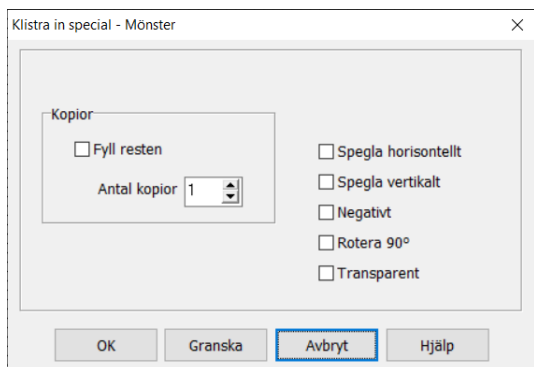 Klistra in special - Mönster
Kopior
Fyll resten
Antal kopior 1
Spegla horisontellt
Spegla vertikalt
Negativt
Rotera 90º
Transparent
OK Granska Avbryt Hjälp